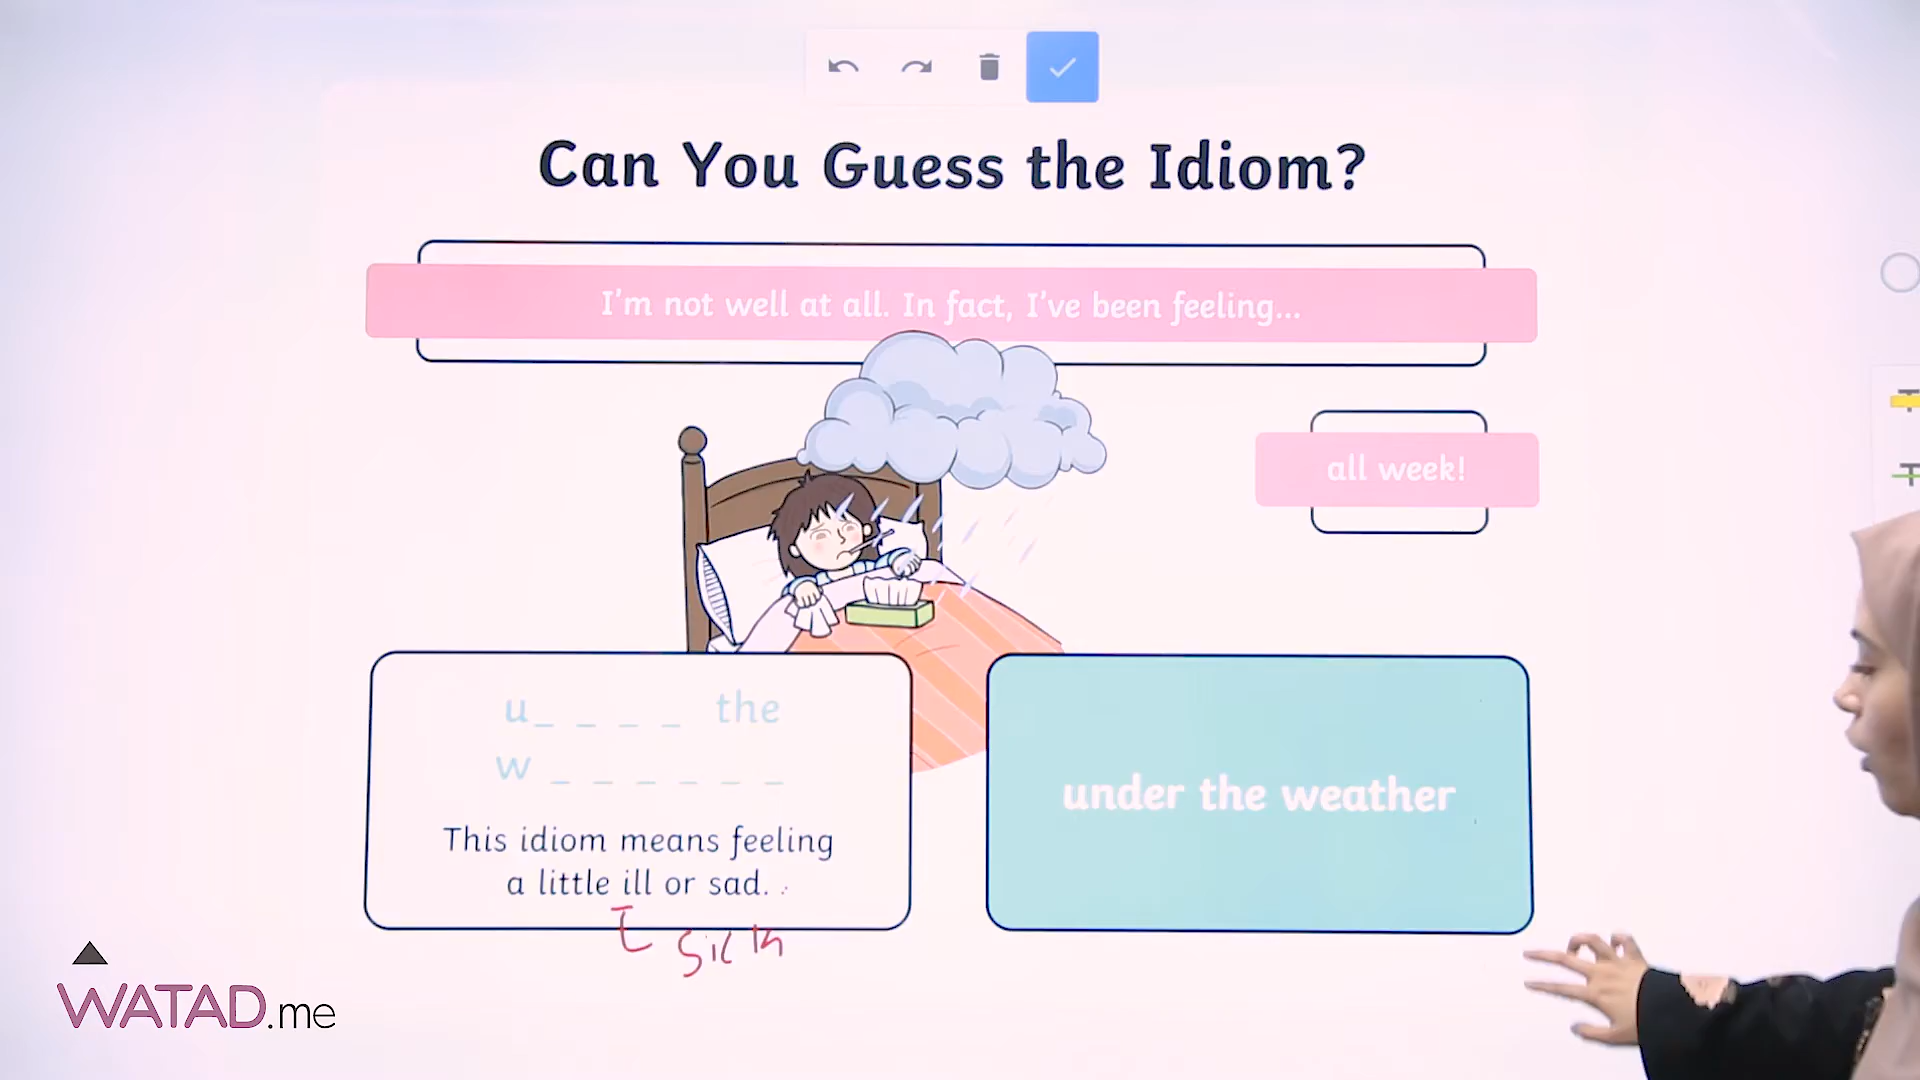 Can You Guess the Idiom?
I'm not well at all. In fact, I've been feeling...
all week!
u_ _ _ _ the
w _ _ _ _ _ _
This idiom means feeling
a little ill or sad.
sick
under the weather
WATAD.me